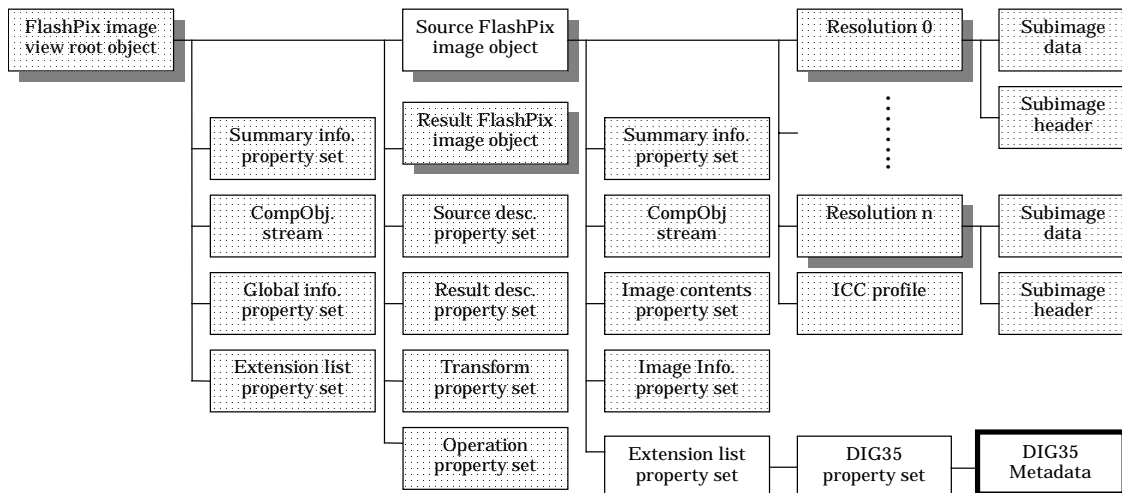 FlashPix image
view root object
Source FlashPix
image object
Resolution 0
Subimage
data
Result FlashPix
image object
Subimage
header
Summary info.
property set
Summary info.
property set
CompObj.
stream
Source desc.
property set
CompObj
stream
Resolution n
Subimage
data
Global info.
property set
Result desc.
property set
Image contents
property set
ICC profile
Subimage
header
Extension list
property set
Transform
property set
Image Info.
property set
Operation
property set
Extension list
property set
DIG35
property set
DIG35
Metadata